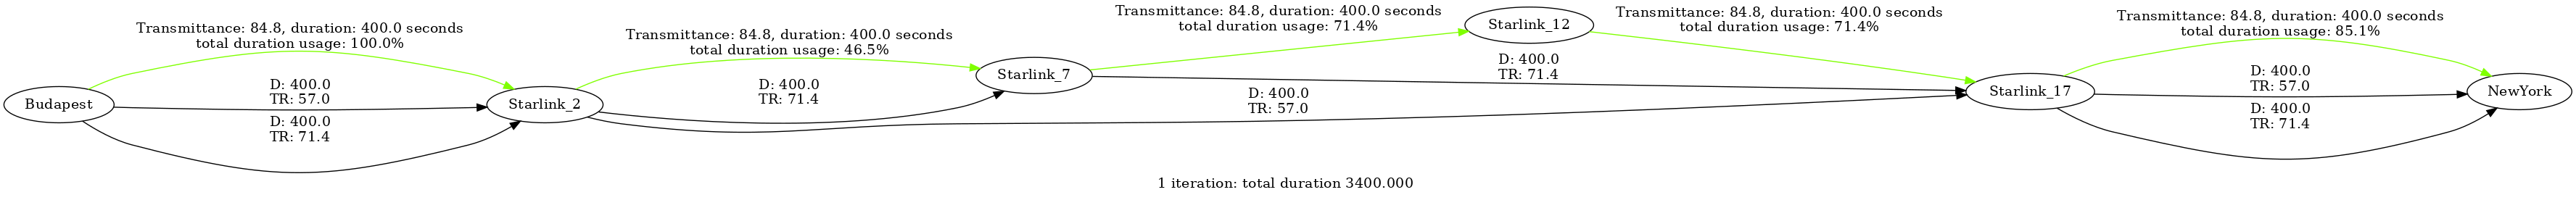 Transmittance: 84.8, duration: 400.0 seconds
total duration usage: 100.0%
Transmittance: 84.8, duration: 400.0 seconds
total duration usage: 46.5%
Transmittance: 84.8, duration: 400.0 seconds
total duration usage: 71.4%
Starlink_12
Transmittance: 84.8, duration: 400.0 seconds
total duration usage: 71.4%
Transmittance: 84.8, duration: 400.0 seconds
total duration usage: 85.1%
Budapest
D: 400.0
TR: 57.0
D: 400.0
TR: 71.4
Starlink_2
D: 400.0
TR: 71.4
Starlink_7
D: 400.0
TR: 71.4
D: 400.0
TR: 57.0
Starlink_17
D: 400.0
TR: 57.0
D: 400.0
TR: 71.4
NewYork
1 iteration: total duration 3400.000